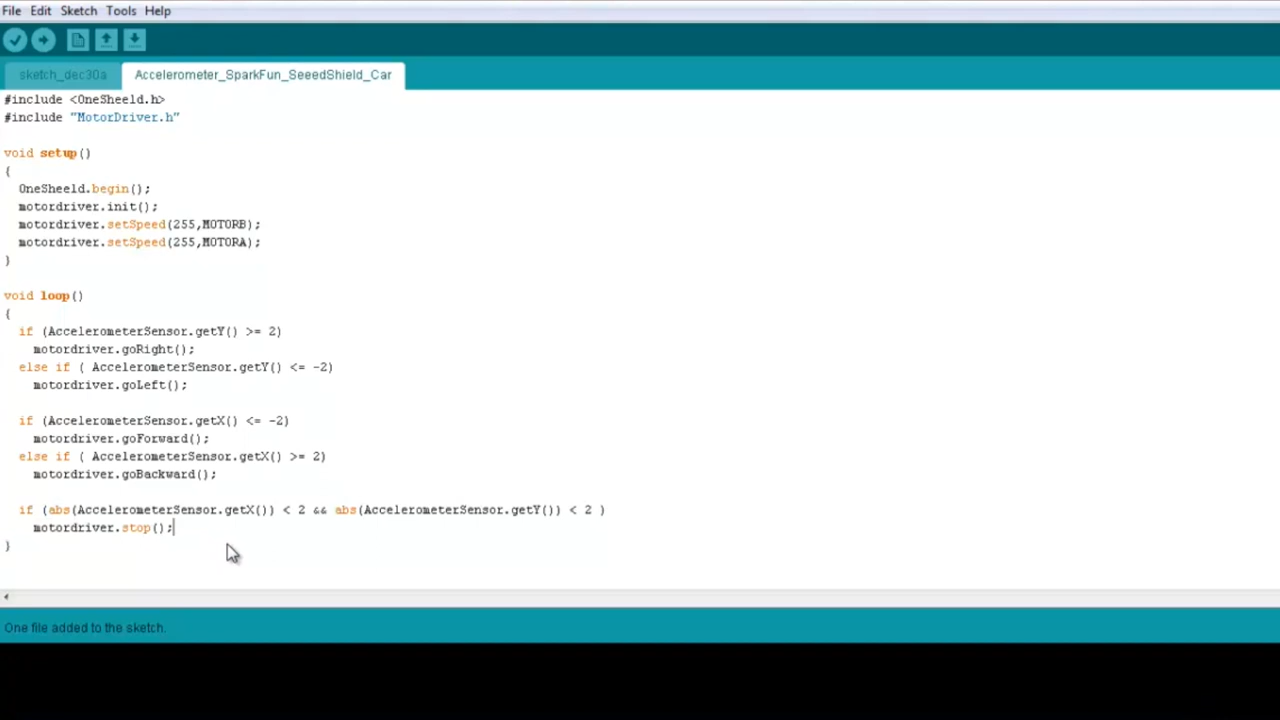 File Edit Sketch Tools Help
sketch_dec30a Accelerometer_SparkFun_SeeedShield_Car
#include <OneSheeld.h>
#include "MotorDriver.h"
void setup()
{
OneSheeld.begin();
motordriver.init();
motordriver.setSpeed(255,MOTORB);
motordriver.setSpeed(255,MOTORA);
}
void loop()
{
if (AccelerometerSensor.getY() >= 2)
motordriver.goRight();
else if ( AccelerometerSensor.getY() <= -2)
motordriver.goLeft();
if (AccelerometerSensor.getX() <= -2)
motordriver.goForward();
else if ( AccelerometerSensor.getX() >= 2)
motordriver.goBackward();
if (abs(AccelerometerSensor.getX()) < 2 && abs(AccelerometerSensor.getY()) < 2 )
motordriver.stop();
}
One file added to the sketch.